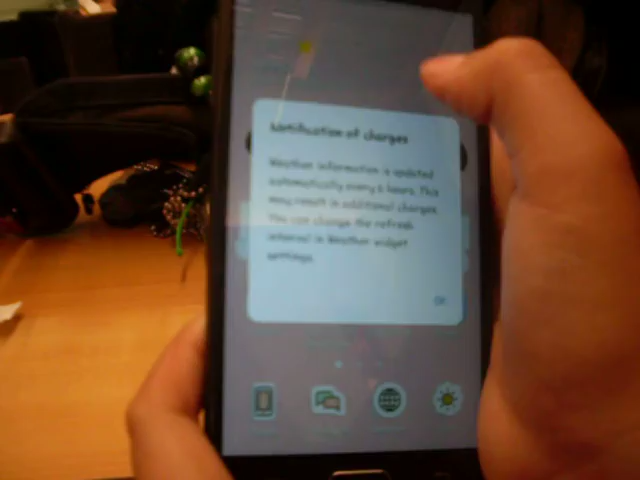 Notification of charges
Weather information is updated
automatically every 6 hours. This
may result in additional charges.
You can change the refresh
interval in Weather widget
settings.
OK